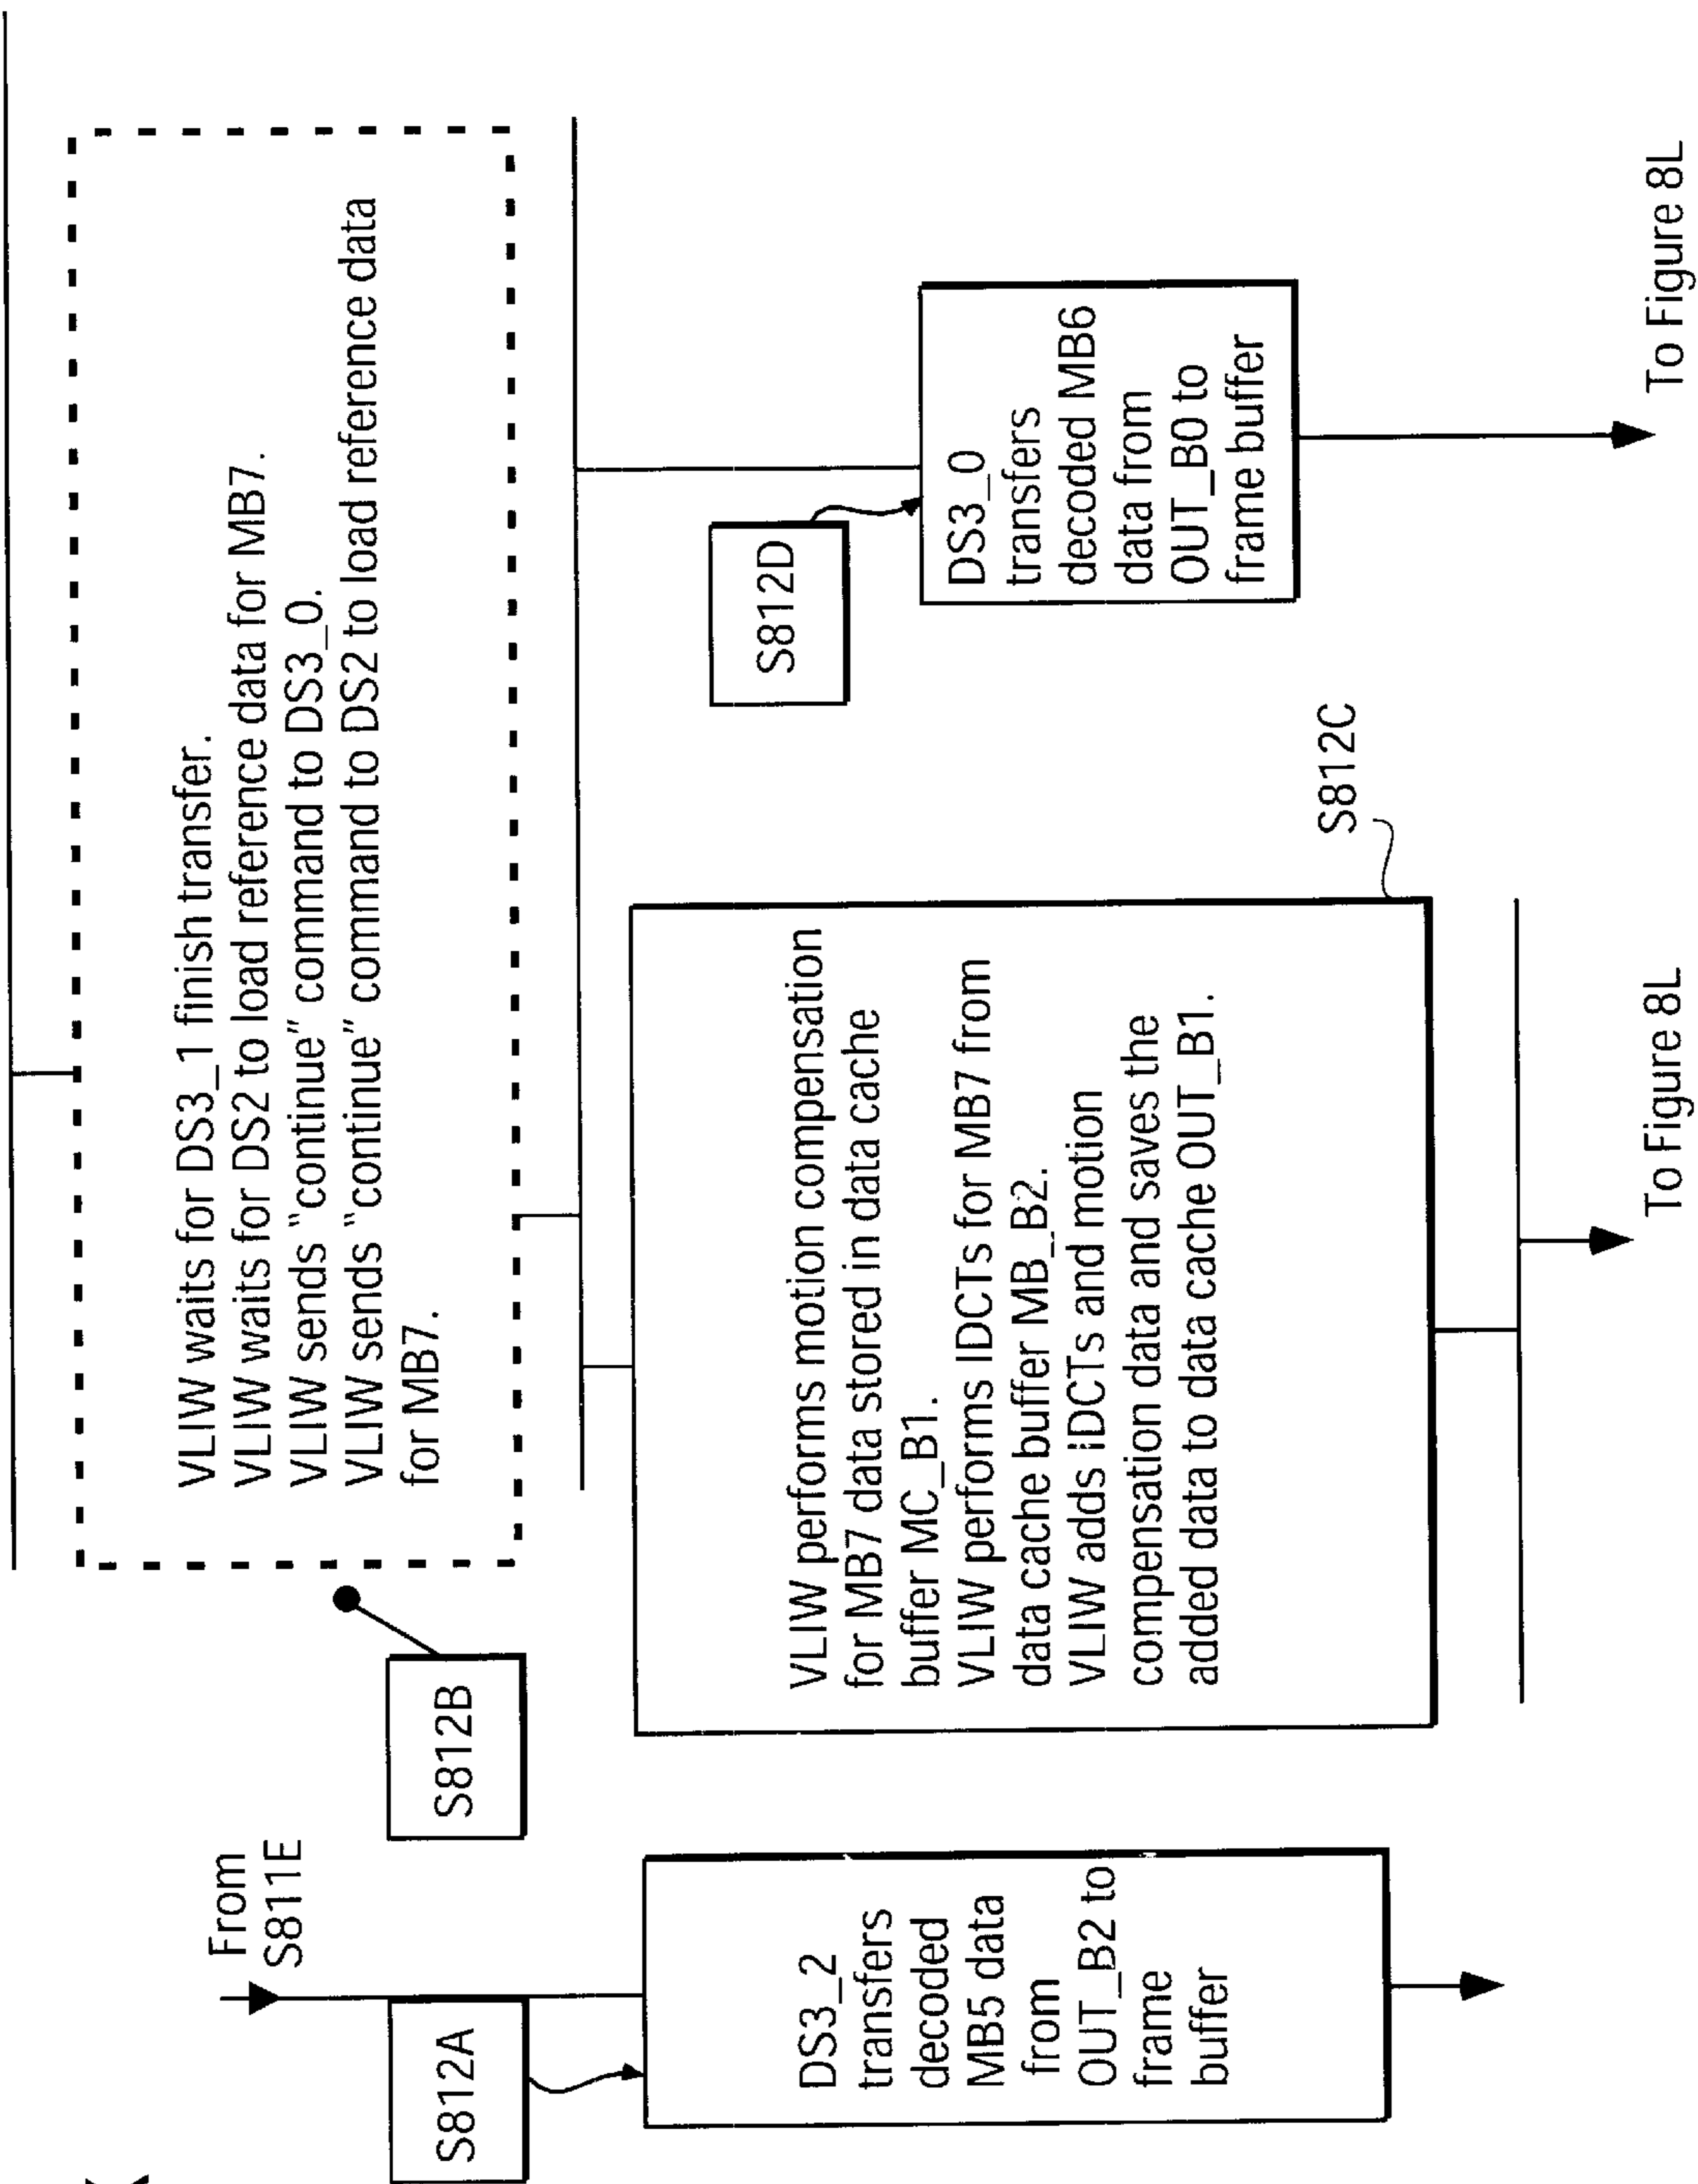 From
S811E
S812A
DS3_2
transfers
decoded
MB5 data
from
OUT_B2 to
frame
buffer
S812B
VLIW waits for DS3_1 finish transfer.
VLIW waits for DS2 to load reference data for MB7.
VLIW sends "continue" command to DS3_0.
VLIW sends "continue" command to DS2 to load reference data
for MB7.
VLIW performs motion compensation
for MB7 data stored in data cache
buffer MC_B1.
VLIW performs IDCTs for MB7 from
data cache buffer MB_B2.
VLIW adds IDCTs and motion
compensation data and saves the
added data to data cache OUT_B1.
S812C
To Figure 8L
S812D
DS3_0
transfers
decoded MB6
data from
OUT_B0 to
frame buffer
To Figure 8L